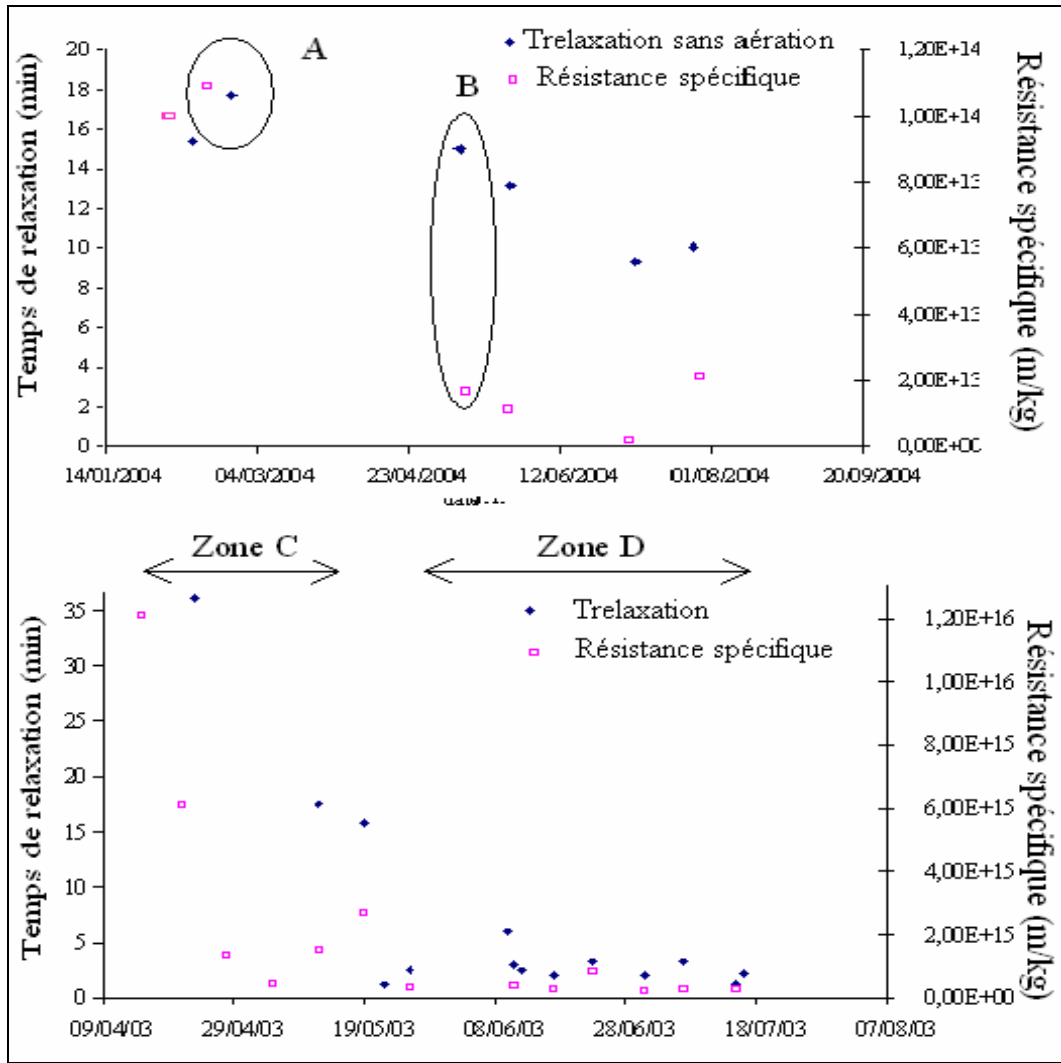 A
Trelaxation sans aération
Résistance spécifique
B
Temps de relaxation (min)
20
18
16
14
12
10
8
6
4
2
0
1,20E+14
1,00E+14
8,00E+13
6,00E+13
4,00E+13
2,00E+13
0,00E+00
Résistance spécifique (m/kg)
14/01/2004 04/03/2004 23/04/2004 12/06/2004 01/08/2004 20/09/2004
Zone C Zone D
Trelaxation
Résistance spécifique
Temps de relaxation (min)
35
30
25
20
15
10
5
0
1,20E+16
1,00E+16
8,00E+15
6,00E+15
4,00E+15
2,00E+15
0,00E+00
Résistance spécifique (m/kg)
09/04/03 29/04/03 19/05/03 08/06/03 28/06/03 18/07/03 07/08/03